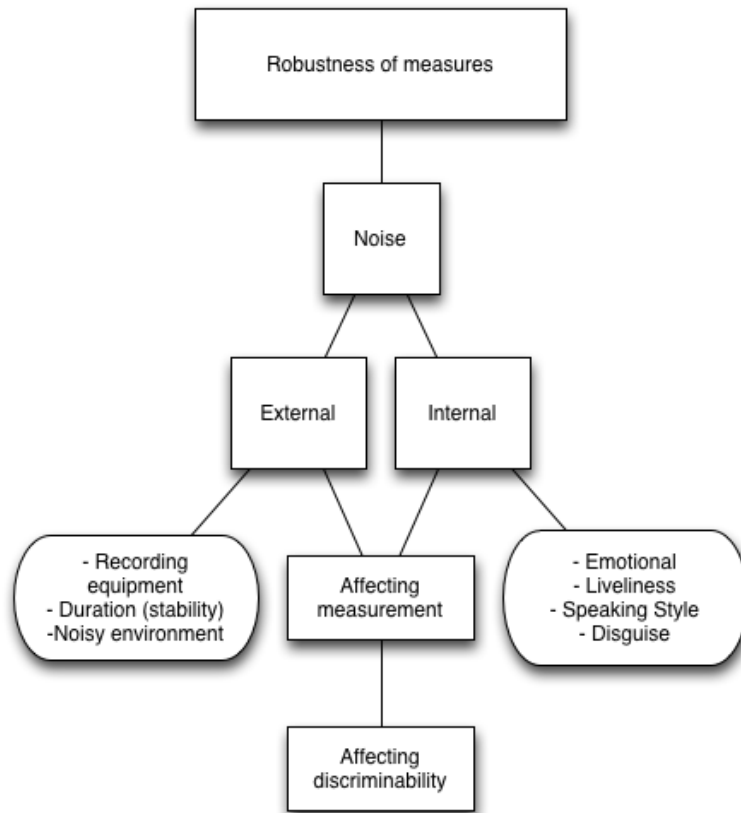 Robustness of measures
Noise
External
Internal
- Recording
equipment
- Duration (stability)
-Noisy environment
Affecting
measurement
- Emotional
- Liveliness
- Speaking Style
- Disguise
Affecting
discriminability